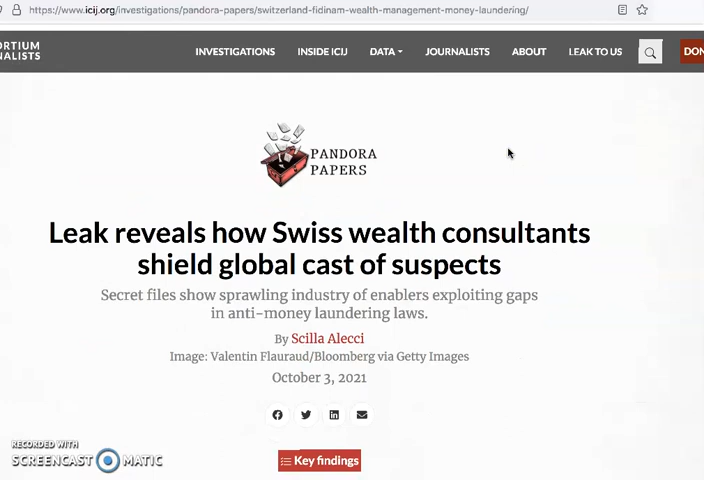 https://www.icij.org/investigations/pandora-papers/switzerland-fidinam-wealth-management-money-laundering/
INVESTIGATIONS INSIDE ICIJ DATA JOURNALISTS ABOUT LEAK TO US
PANDORA
PAPERS
Leak reveals how Swiss wealth consultants
shield global cast of suspects
Secret files show sprawling industry of enablers exploiting gaps
in anti-money laundering laws.
By Scilla Alecci
Image: Valentin Flauraud/Bloomberg via Getty Images
October 3, 2021
Key findings
RECORDED WITH
SCREENCAST MATIC